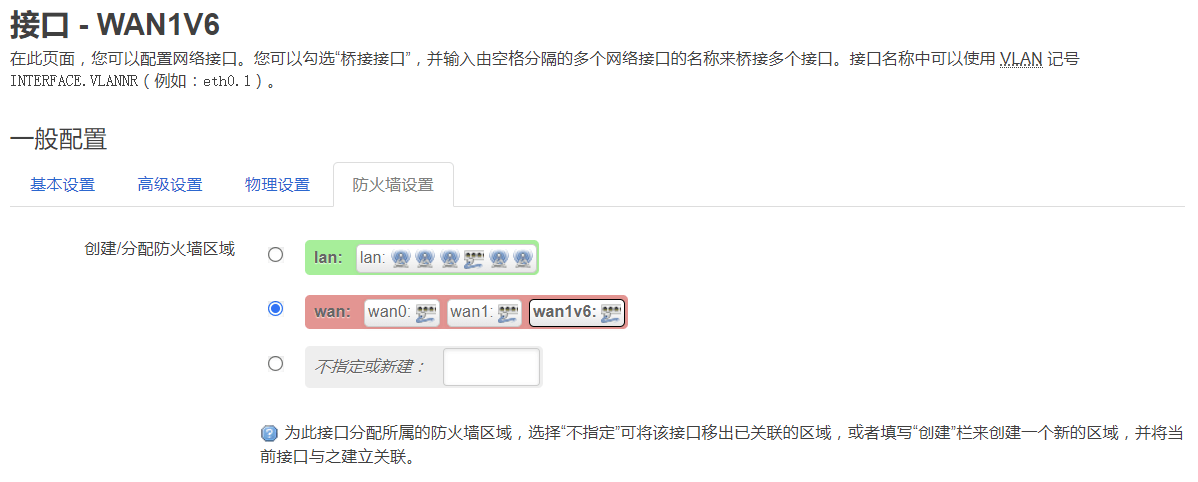 接口 - WAN1V6
在此页面，您可以配置网络接口。您可以勾选“桥接接口”，并输入由空格分隔的多个网络接口的名称来桥接多个接口。接口名称中可以使用 VLAN 记号
INTERFACE.VLANNR（例如：eth0.1）。
一般配置
基本设置 高级设置 物理设置 防火墙设置
创建/分配防火墙区域 lan: lan:
wan: wan0: wan1: wan1v6:
不指定或新建：
为此接口分配所属的防火墙区域，选择“不指定”可将该接口移出已关联的区域，或者填写“创建”栏来创建一个新的区域，并将当
前接口与之建立关联。